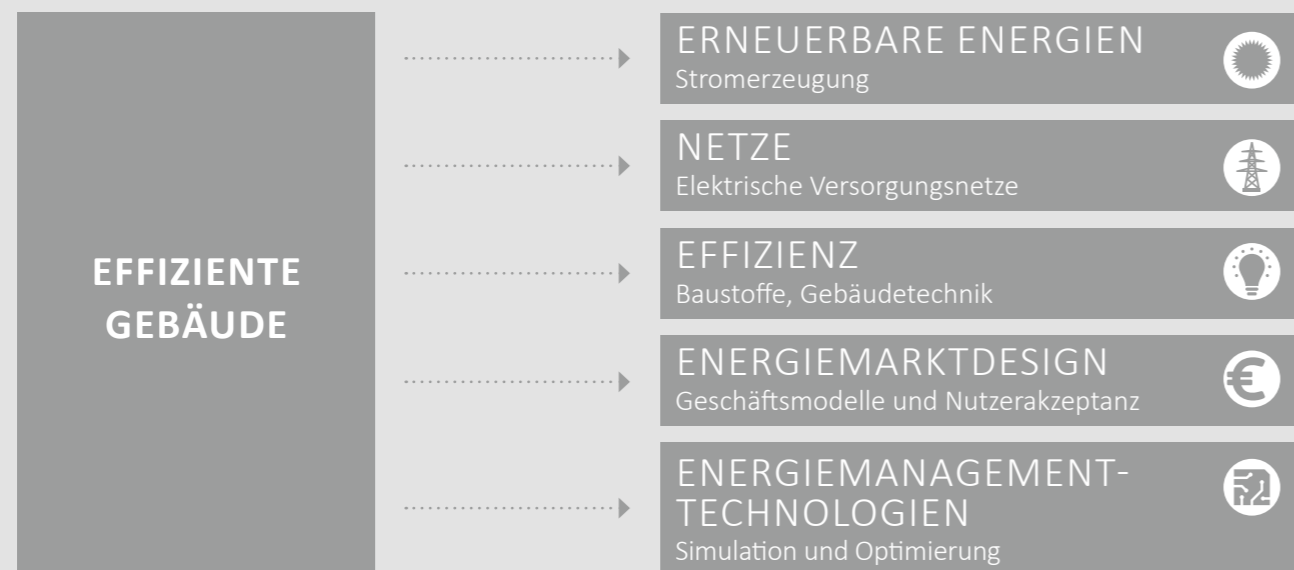 EFFIZIENTE
GEBÄUDE
ERNEUERBARE ENERGIEN
Stromerzeugung
NETZE
Elektrische Versorgungsnetze
EFFIZIENZ
Baustoffe, Gebäudetechnik
ENERGIEMARKTDESIGN
Geschäftsmodelle und Nutzerakzeptanz
ENERGIEMANAGEMENT-
TECHNOLOGIEN
Simulation und Optimierung